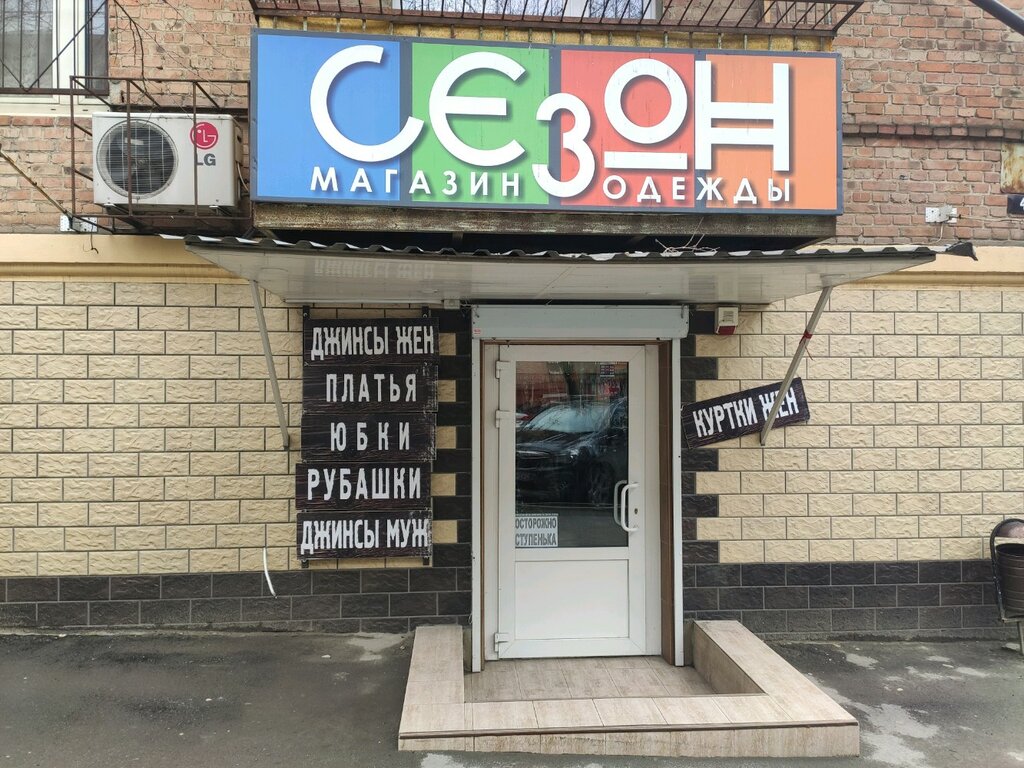 СЕЗОН
МАГАЗИН ОДЕЖДЫ
LG
ДЖИНСЫ ЖЕН
ПЛАТЬЯ
ЮБКИ
РУБАШКИ
ДЖИНСЫ МУЖ
КУРТКИ ЖЕН
ОСТОРОЖНО
СТУПЕНЬКА